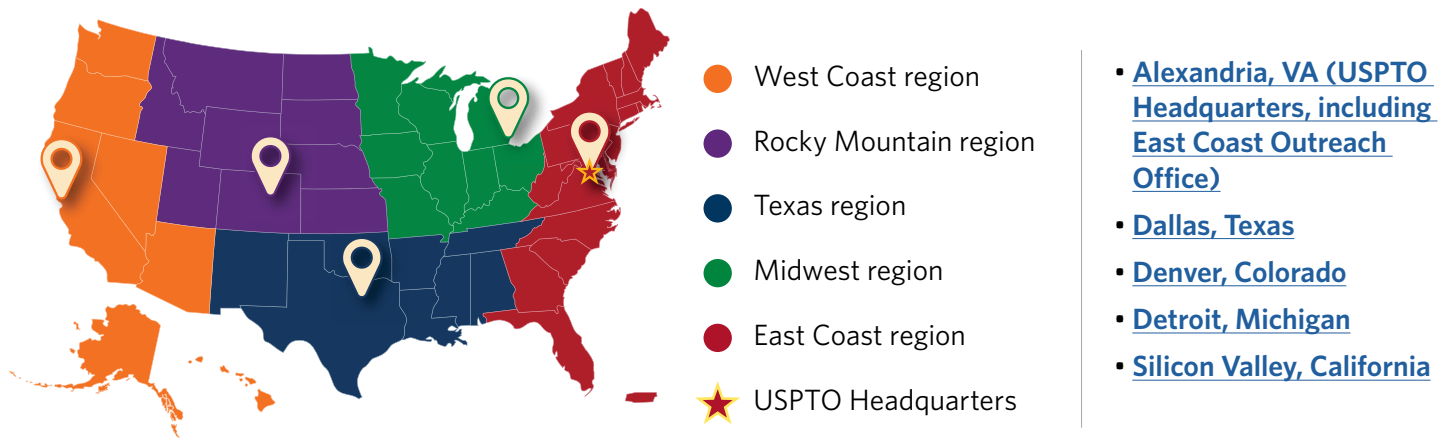 West Coast region
Rocky Mountain region
Texas region
Midwest region
East Coast region
USPTO Headquarters
• Alexandria, VA (USPTO
Headquarters, including
East Coast Outreach
Office)
• Dallas, Texas
• Denver, Colorado
• Detroit, Michigan
• Silicon Valley, California